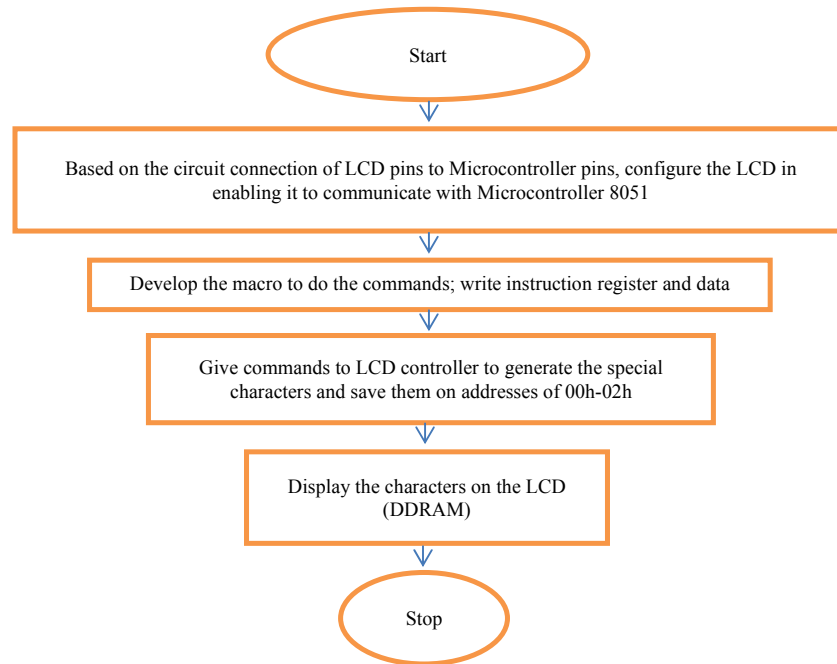 Start
Based on the circuit connection of LCD pins to Microcontroller pins, configure the LCD in
enabling it to communicate with Microcontroller 8051
Develop the macro to do the commands; write instruction register and data
Give commands to LCD controller to generate the special
characters and save them on addresses of 00h-02h
Display the characters on the LCD
(DDRAM)
Stop